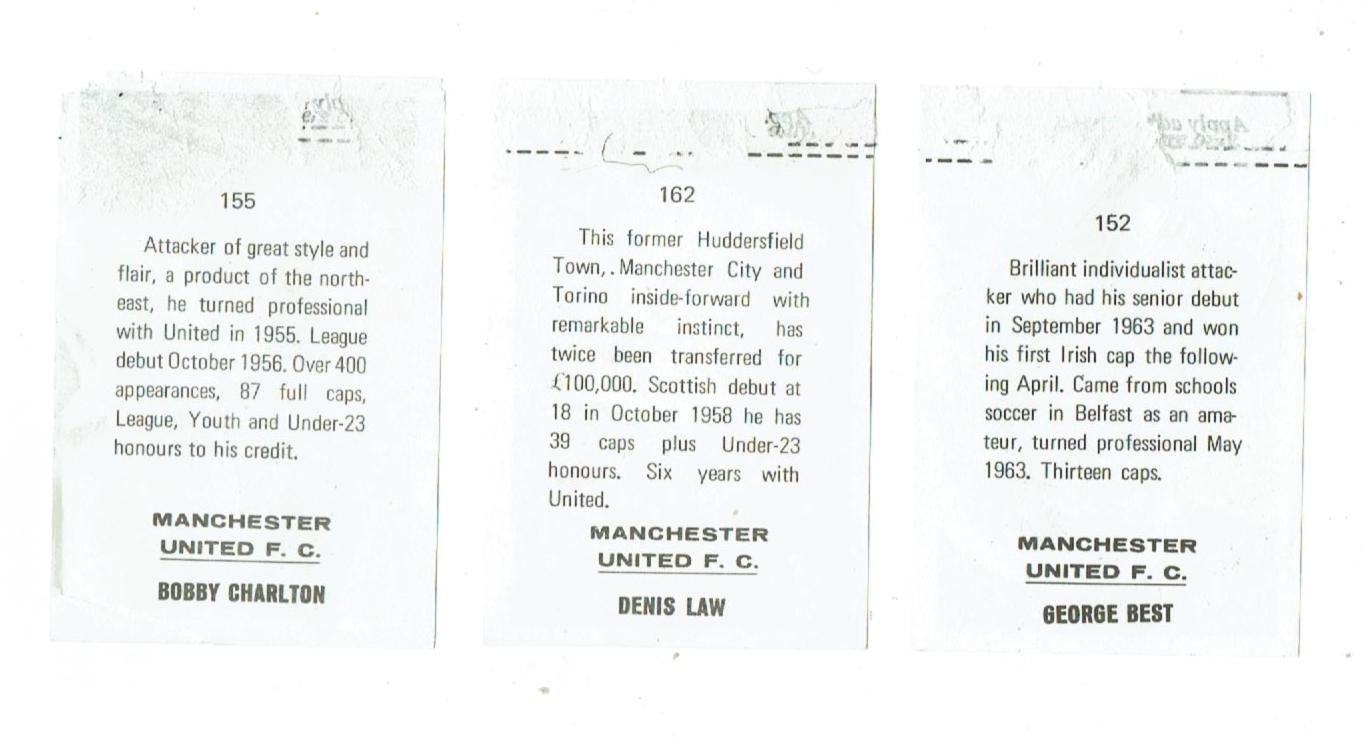 155
Attacker of great style and
flair, a product of the north-
east, he turned professional
with United in 1955. League
debut October 1956. Over 400
appearances, 87 full caps,
League, Youth and Under-23
honours to his credit.
MANCHESTER
UNITED F. C.
BOBBY CHARLTON
162
This former Huddersfield
Town,. Manchester City and
Torino inside-forward with
remarkable instinct, has
twice been transferred for
£100,000. Scottish debut at
18 in October 1958 he has
39 caps plus Under-23
honours. Six years with
United.
MANCHESTER
UNITED F. C.
DENIS LAW
Apply
152
Brilliant individualist attac-
ker who had his senior debut
in September 1963 and won
his first Irish cap the follow-
ing April. Came from schools
soccer in Belfast as an ama-
teur, turned professional May
1963. Thirteen caps.
MANCHESTER
UNITED F. C.
GEORGE BEST